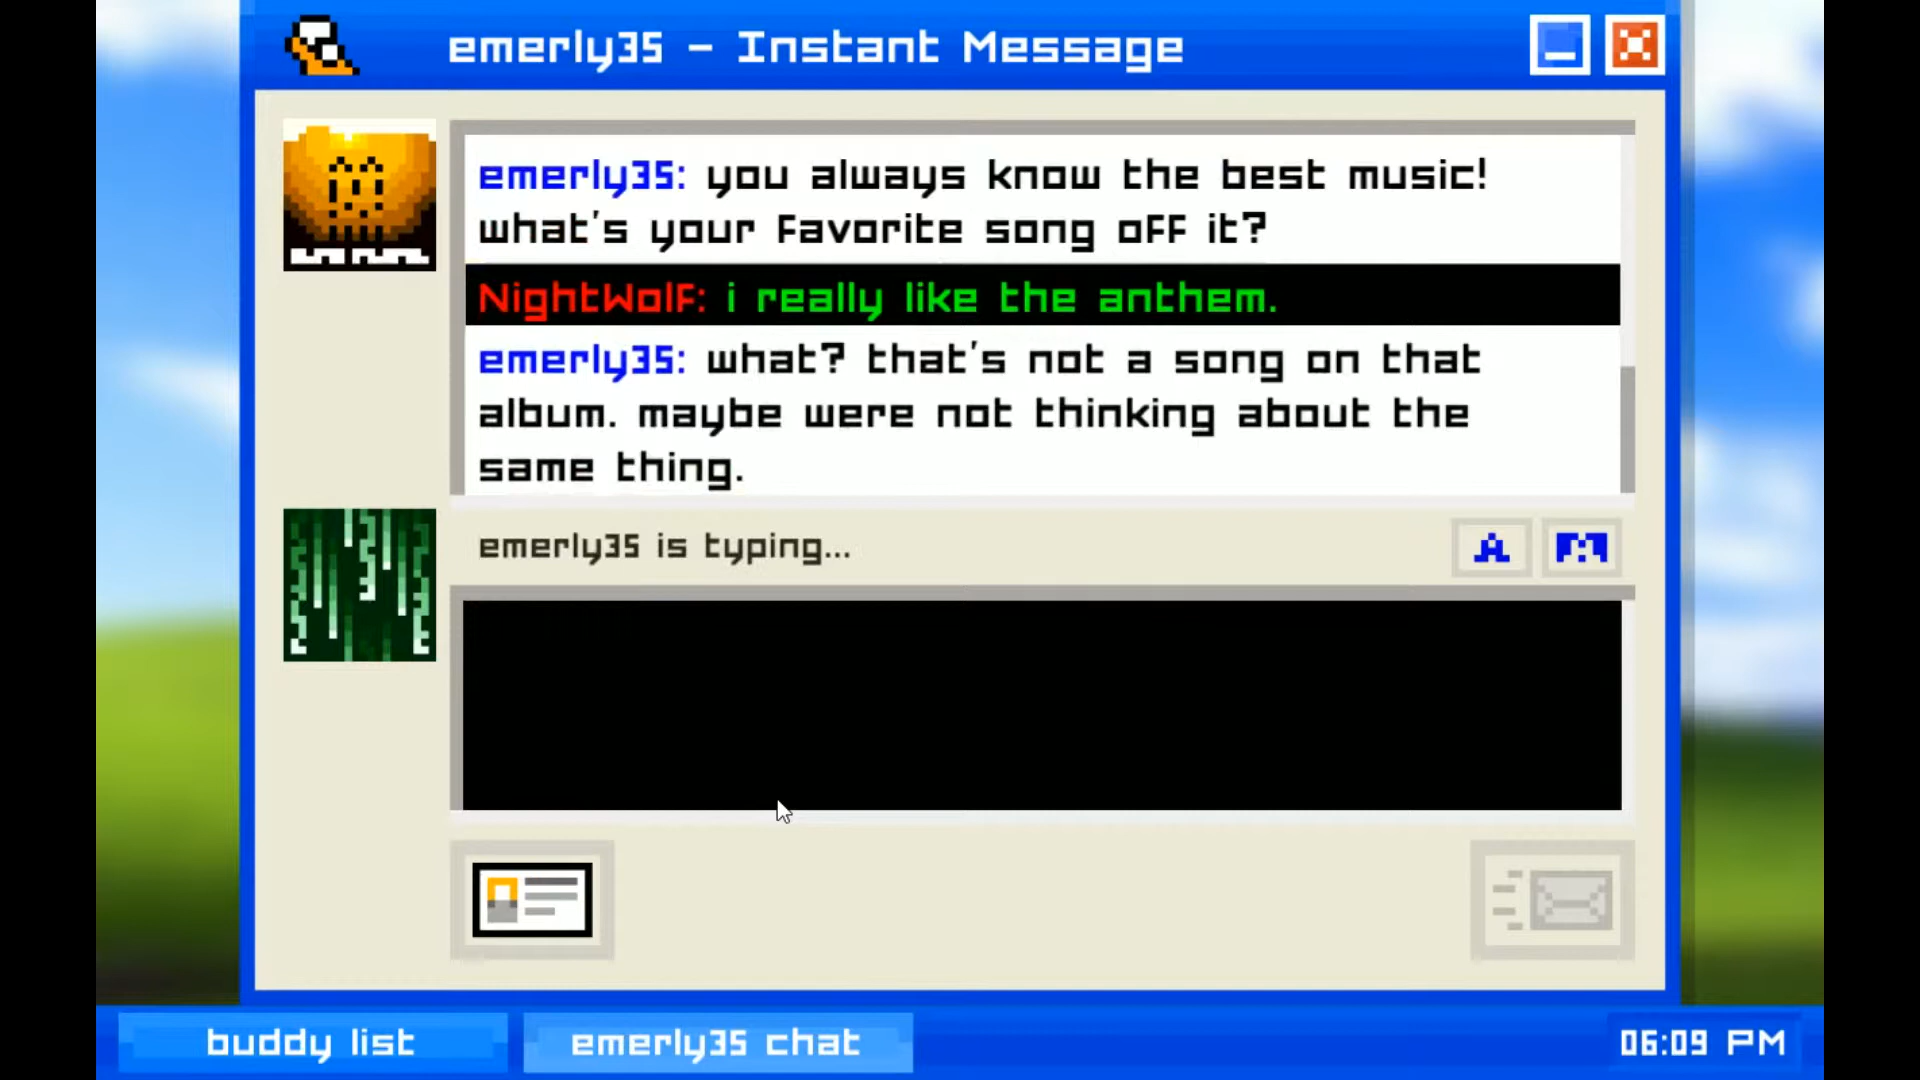 emerly35 - Instant Message
emerly35: you always know the best music!
what's your favorite song off it?
NightWolf: i really like the anthem.
emerly35: what? that's not a song on that
album. maybe were not thinking about the
same thing.
emerly35 is typing...
A
buddy list
emerly35 chat
06:09 PM